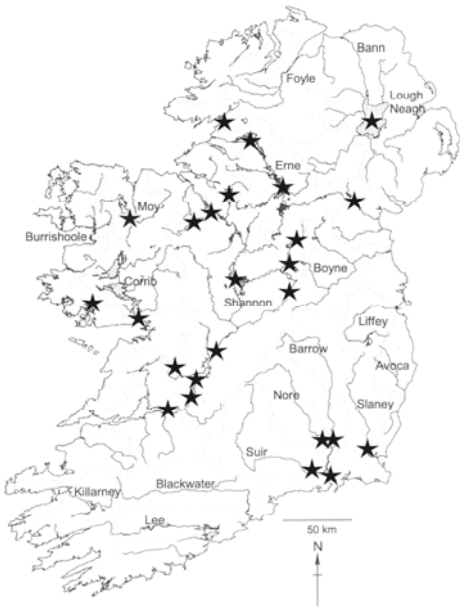 Bann
Foyle
Lough
Neagh
Erne
Moy
Burrishoole
Corrib
Boyne
Shannon
Liffey
Barrow
Avoca
Nore
Slaney
Suir
Blackwater
Killarney
Lee
50 km
N